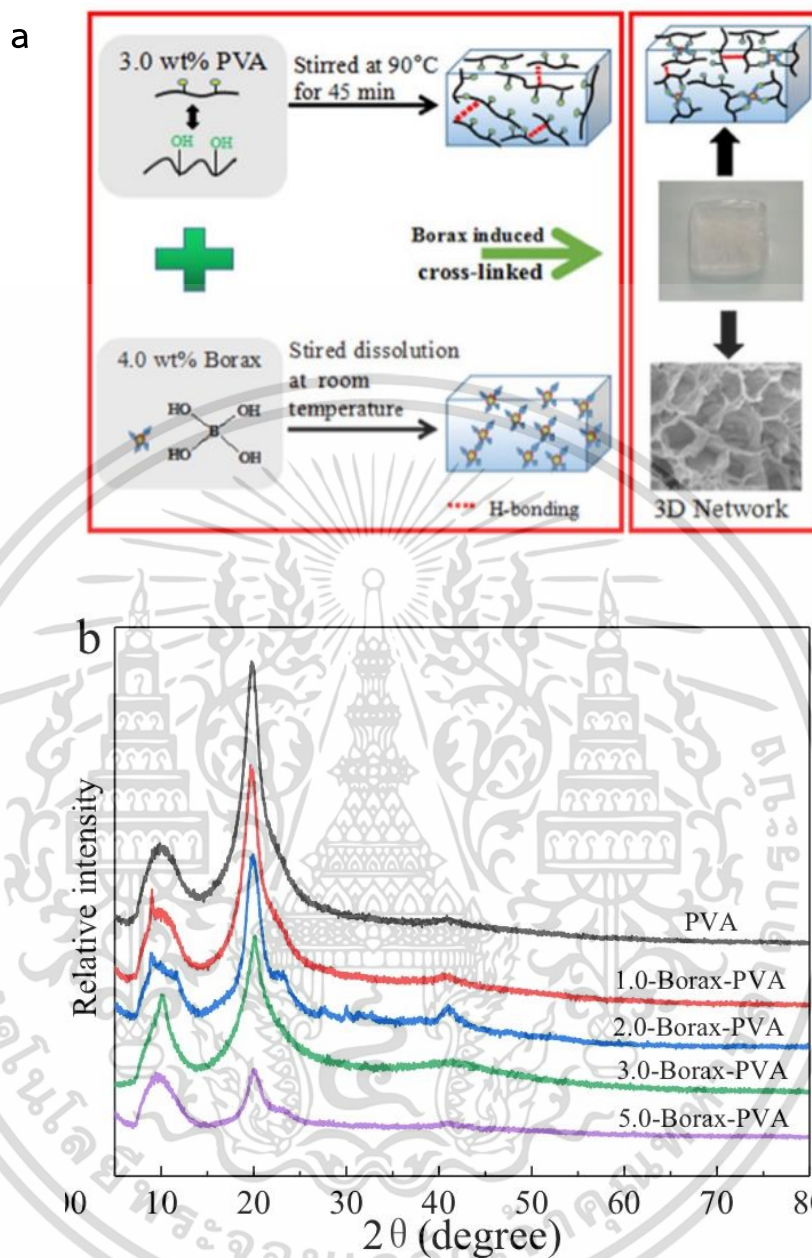 a
3.0 wt% PVA
OH OH
Stirred at 90°C
for 45 min
Borax induced
cross-linked
4.0 wt% Borax
HO OH
B
HO OH
Stired dissolution
at room
temperature
H-bonding
3D Network
b
Relative intensity
PVA
1.0-Borax-PVA
2.0-Borax-PVA
3.0-Borax-PVA
5.0-Borax-PVA
00 10 20 30 40 50 60 70 80
2θ (degree)